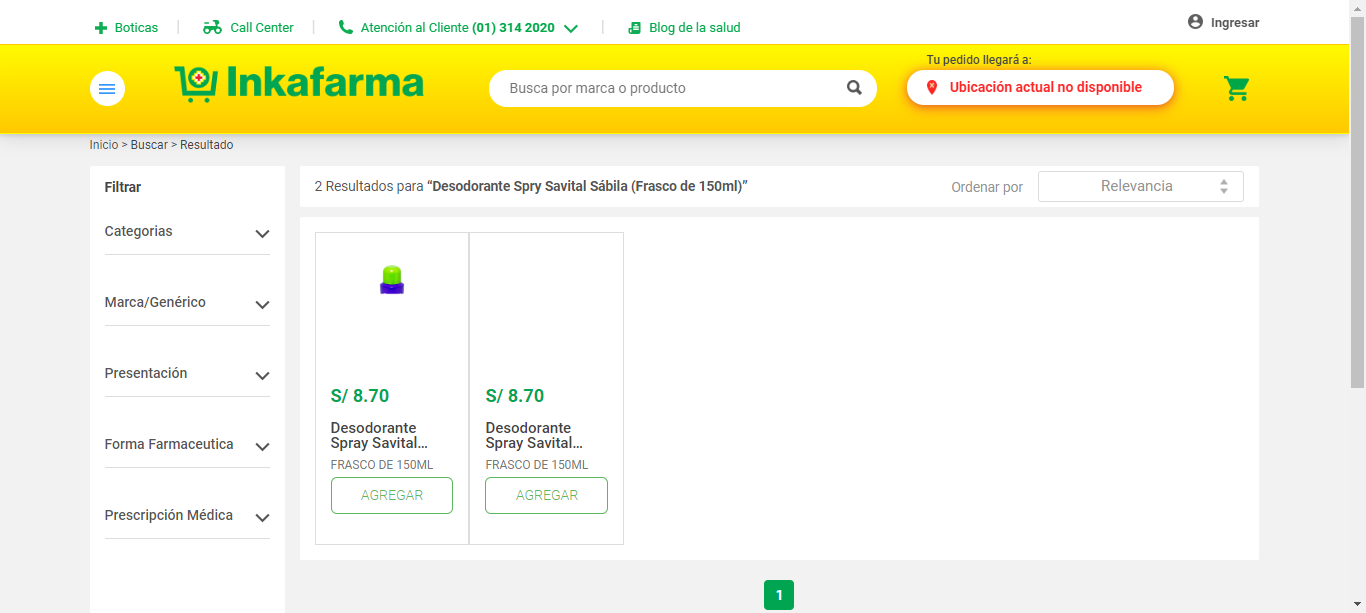 Boticas
Call Center
Atención al Cliente (01) 314 2020
Blog de la salud
Ingresar
Inkafarma
Busca por marca o producto
Tu pedido llegará a:
Ubicación actual no disponible
Inicio > Buscar > Resultado
Filtrar
Categorias
Marca/Genérico
Presentación
Forma Farmaceutica
Prescripción Médica
2 Resultados para “Desodorante Spry Savital Sábila (Frasco de 150ml)”
Ordenar por
Relevancia
S/ 8.70
Desodorante
Spray Savital...
FRASCO DE 150ML
AGREGAR
S/ 8.70
Desodorante
Spray Savital...
FRASCO DE 150ML
AGREGAR
1